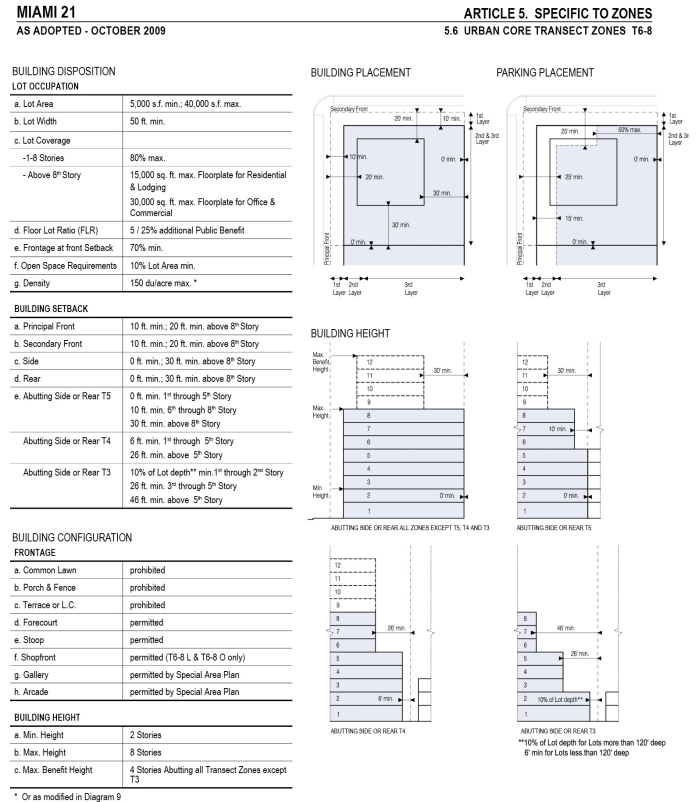 MIAMI 21
ARTICLE 5. SPECIFIC TO ZONES
AS ADOPTED - OCTOBER 2009
5.6 URBAN CORE TRANSECT ZONES T6-8
BUILDING DISPOSITION
LOT OCCUPATION
a. Lot Area 5,000 s.f. min.; 40,000 s.f. max.
b. Lot Width 50 ft. min.
c. Lot Coverage
-1-8 Stories 80% max.
- Above 8th Story 15,000 sq. ft. max. Floorplate for Residential
& Lodging
30,000 sq. ft. max. Floorplate for Office &
Commercial
d. Floor Lot Ratio (FLR) 5 / 25% additional Public Benefit
e. Frontage at front Setback 70% min.
f. Open Space Requirements 10% Lot Area min.
g. Density 150 du/acre max. *
BUILDING SETBACK
a. Principal Front 10 ft. min.; 20 ft. min. above 8th Story
b. Secondary Front 10 ft. min.; 20 ft. min. above 8th Story
c. Side 0 ft. min.; 30 ft. min. above 8th Story
d. Rear 0 ft. min.; 30 ft. min. above 8th Story
e. Abutting Side or Rear T5 0 ft. min. 1st through 5th Story
10 ft. min. 6th through 8th Story
30 ft. min. above 8th Story
Abutting Side or Rear T4 6 ft. min. 1st through 5th Story
26 ft. min. above 5th Story
Abutting Side or Rear T3 10% of Lot depth** min.1st through 2nd Story
26 ft. min. 3rd through 5th Story
46 ft. min. above 5th Story
BUILDING CONFIGURATION
FRONTAGE
a. Common Lawn prohibited
b. Porch & Fence prohibited
c. Terrace or L.C. prohibited
d. Forecourt permitted
e. Stoop permitted
f. Shopfront permitted (T6-8 L & T6-8 O only)
g. Gallery permitted by Special Area Plan
h. Arcade permitted by Special Area Plan
BUILDING HEIGHT
a. Min. Height 2 Stories
b. Max. Height 8 Stories
c. Max. Benefit Height 4 Stories Abutting all Transect Zones except
T3
* Or as modified in Diagram 9
BUILDING PLACEMENT
Secondary Front
20' min. 10' min.
1st
Layer
2nd & 3rd
Layer
10' min. 0' min.
20' min.
30' min.
30' min.
0' min.
Principal Front
1st 2nd 3rd
Layer Layer Layer
PARKING PLACEMENT
Secondary Front
25' min. 50% max.
1st
Layer
2nd & 3rd
Layer
0' min.
25' min.
15' min.
0' min.
Principal Front
1st 2nd 3rd
Layer Layer Layer
BUILDING HEIGHT
Max.
Benefit
Height
12
11 30' min.
10
9
Max.
Height
8
7
6
5
4
3
Min.
Height
2 0' min.
1
ABUTTING SIDE OR REAR ALL ZONES EXCEPT T5, T4 AND T3
12
11 30' min.
10
9
8
7 10' min.
6
5
4
3
2 0' min.
1
ABUTTING SIDE OR REAR T5
12
11
10
9
8
7 26' min.
6
5
4
3
2 6' min.
1
ABUTTING SIDE OR REAR T4
8
7 46' min.
6
5 26' min.
4
3
2 10% of Lot depth**
1
ABUTTING SIDE OR REAR T3
**10% of Lot depth for Lots more than 120' deep
6' min for Lots less than 120' deep